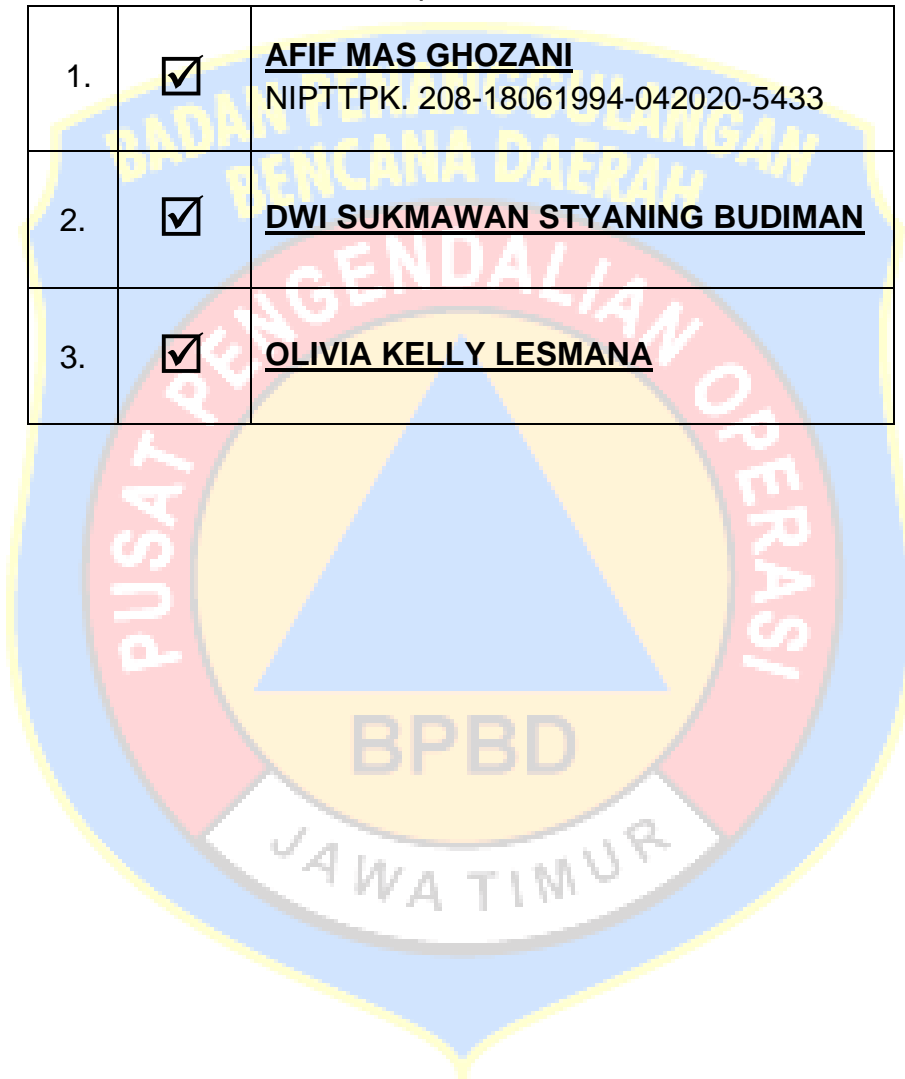 1. ☑ AFIF MAS GHOZANI
NIPTTPK. 208-18061994-042020-5433
2. ☑ DWI SUKMAWAN STYANING BUDIMAN
3. ☑ OLIVIA KELLY LESMANA
BADAN PENANGGULANGAN
BENCANA DAERAH
PUSAT PENGENDALIAN OPERASI
BPBD
JAWA TIMUR